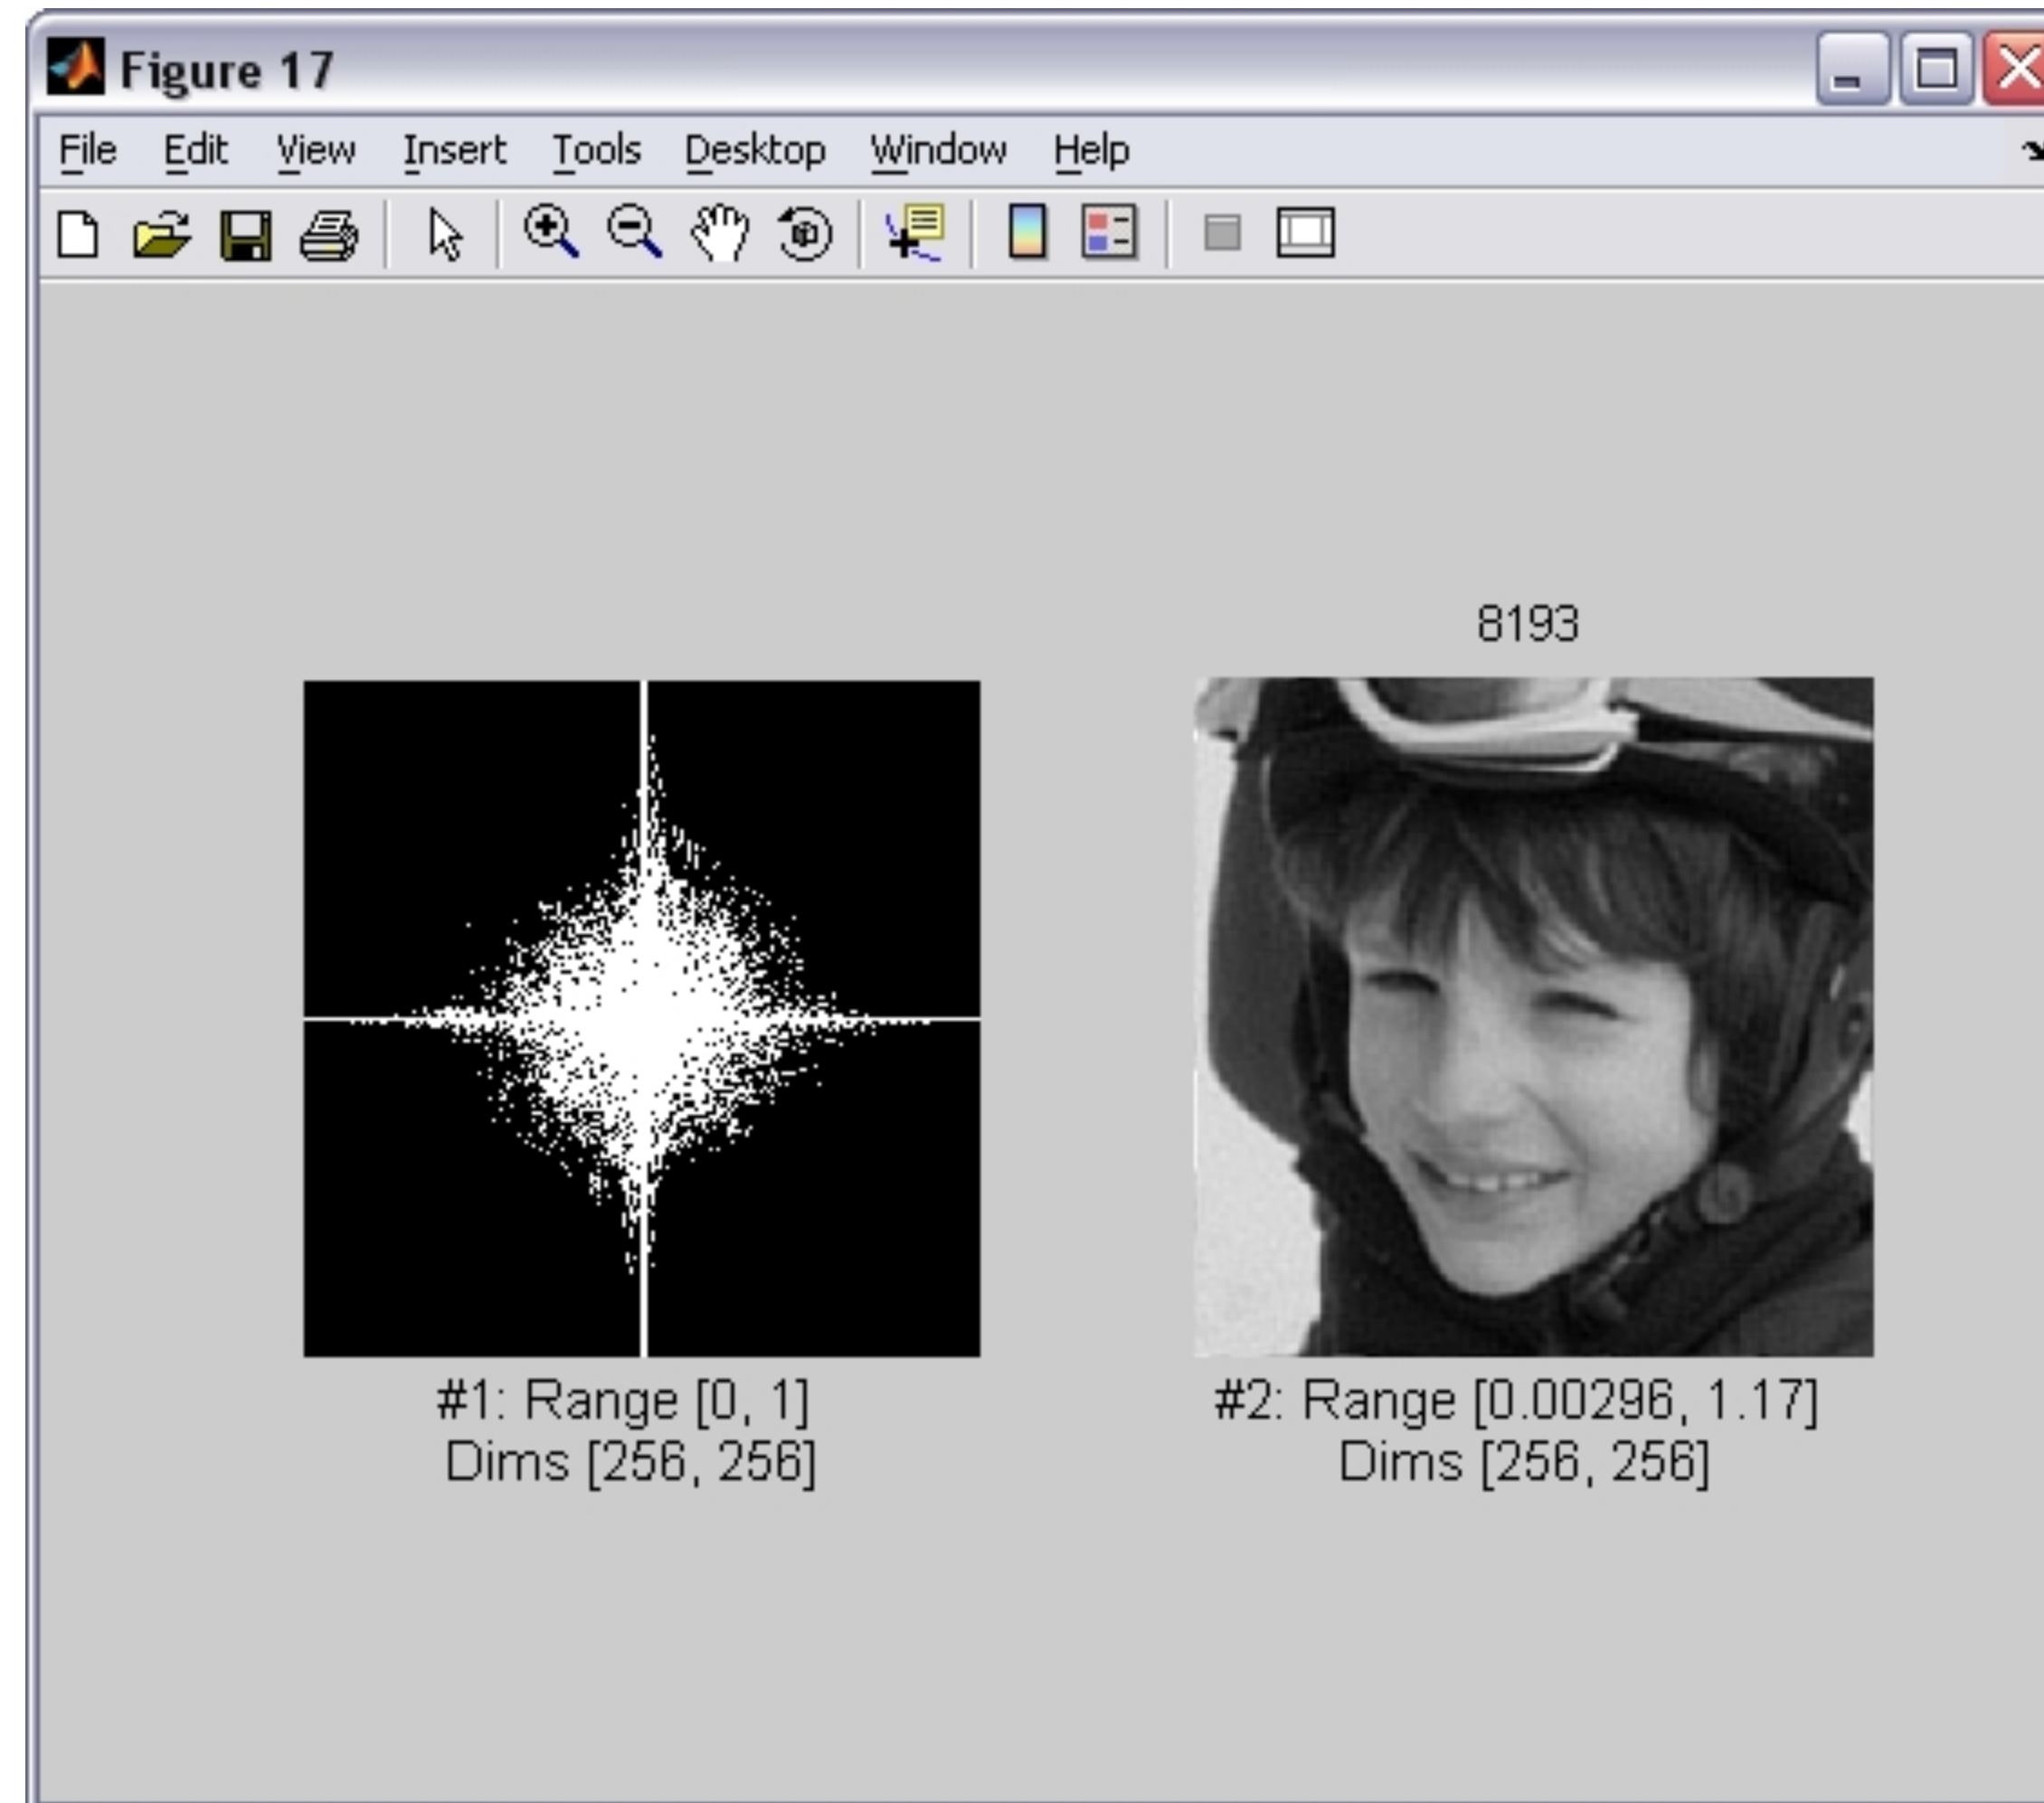 Figure 17
File Edit View Insert Tools Desktop Window Help
8193
#1: Range [0, 1]
Dims [256, 256]
#2: Range [0.00296, 1.17]
Dims [256, 256]